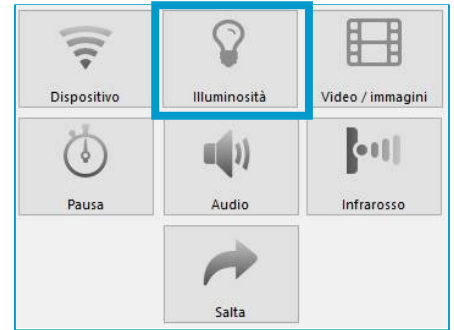 Dispositivo
Illuminosità
Video / immagini
Pausa
Audio
Infrarosso
Salta